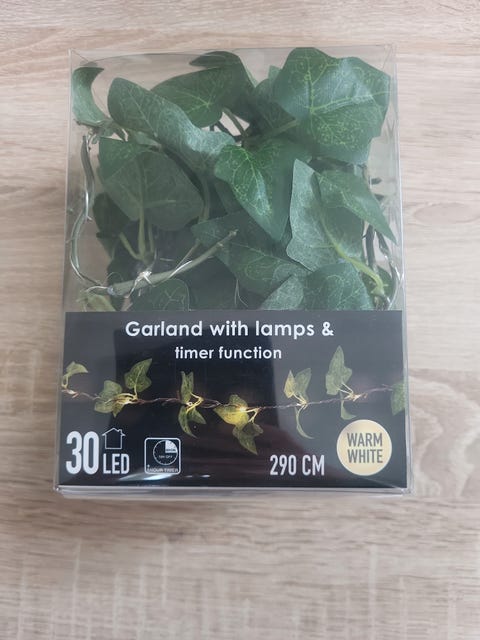 Garland with lamps &
timer function
30 LED
290 CM
WARM
WHITE